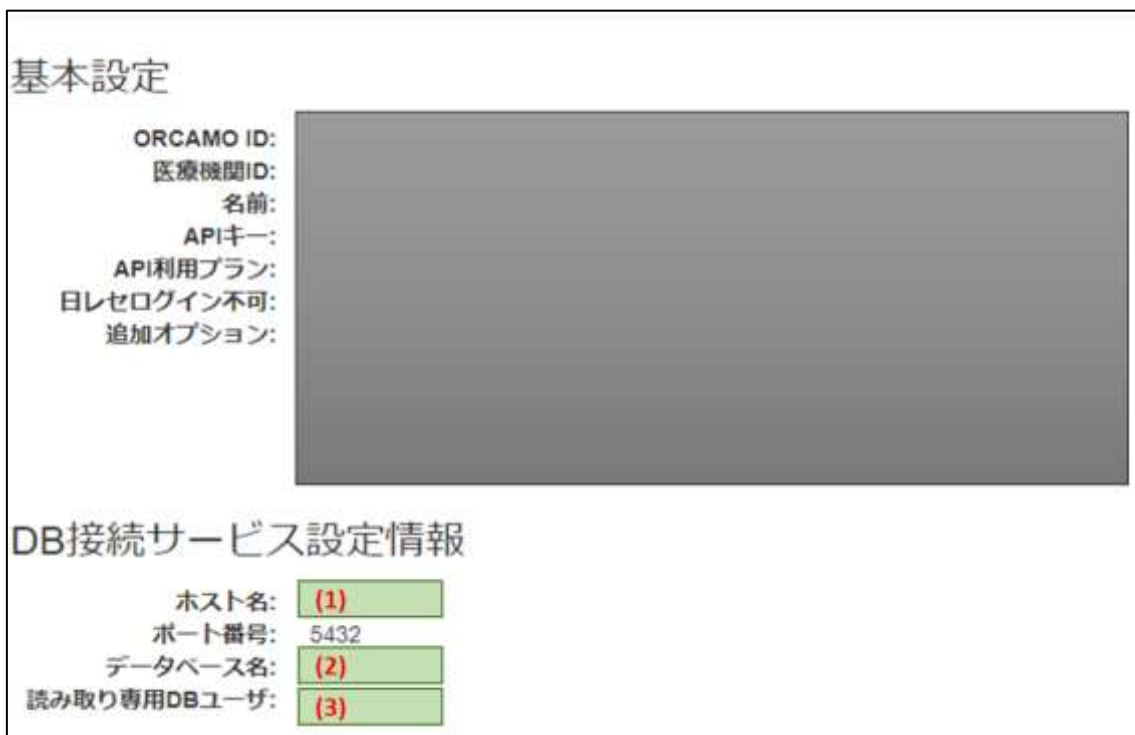 基本設定
ORCAMO ID:
医療機関ID:
名前:
APIキー:
API利用プラン:
日レセログイン不可:
追加オプション:
DB接続サービス設定情報
ホスト名: (1)
ポート番号: 5432
データベース名: (2)
読み取り専用DBユーザ: (3)